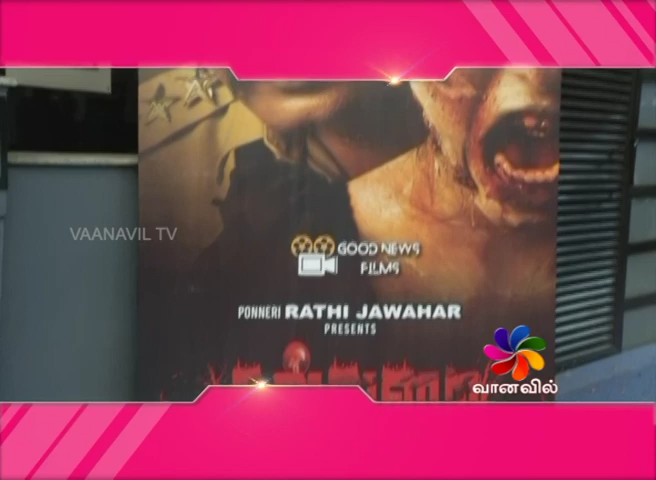 VAANAVIL TV
GOOD NEWS
FILMS
PONNERI RATHI JAWAHAR
PRESENTS
வானவில்